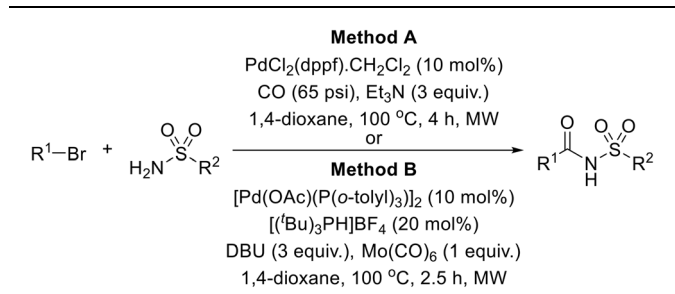 Method A
PdCl2(dppf).CH2Cl2 (10 mol%)
CO (65 psi), Et3N (3 equiv.)
1,4-dioxane, 100 °C, 4 h, MW
or
R¹–Br + H2N S O O R²
O R¹ N H S O O R²
Method B
[Pd(OAc)(P(o-tolyl)3)]2 (10 mol%)
[(ᵗBu)3PH]BF4 (20 mol%)
DBU (3 equiv.), Mo(CO)6 (1 equiv.)
1,4-dioxane, 100 °C, 2.5 h, MW